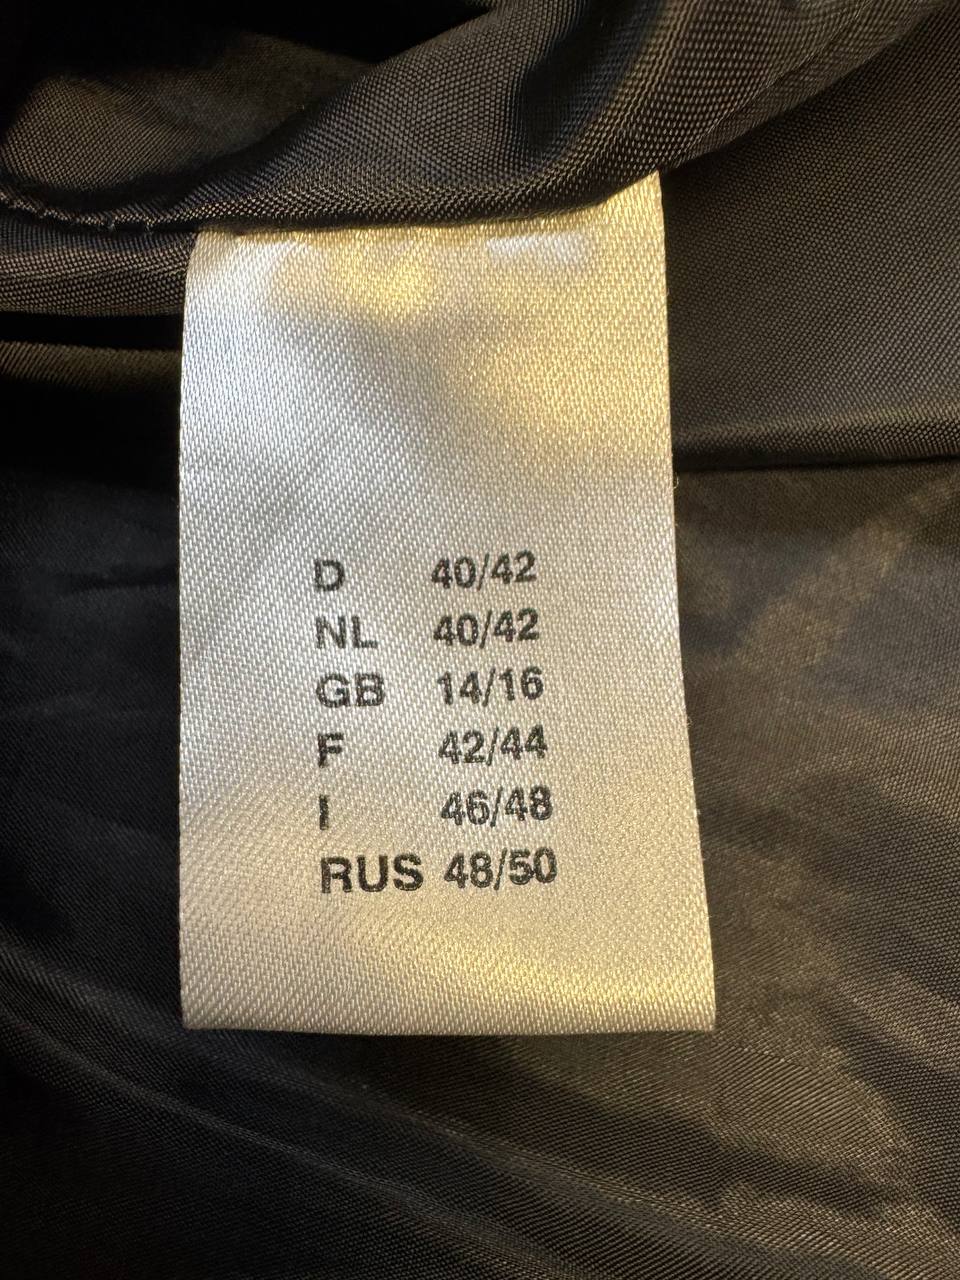 D 40/42
NL 40/42
GB 14/16
F 42/44
I 46/48
RUS 48/50